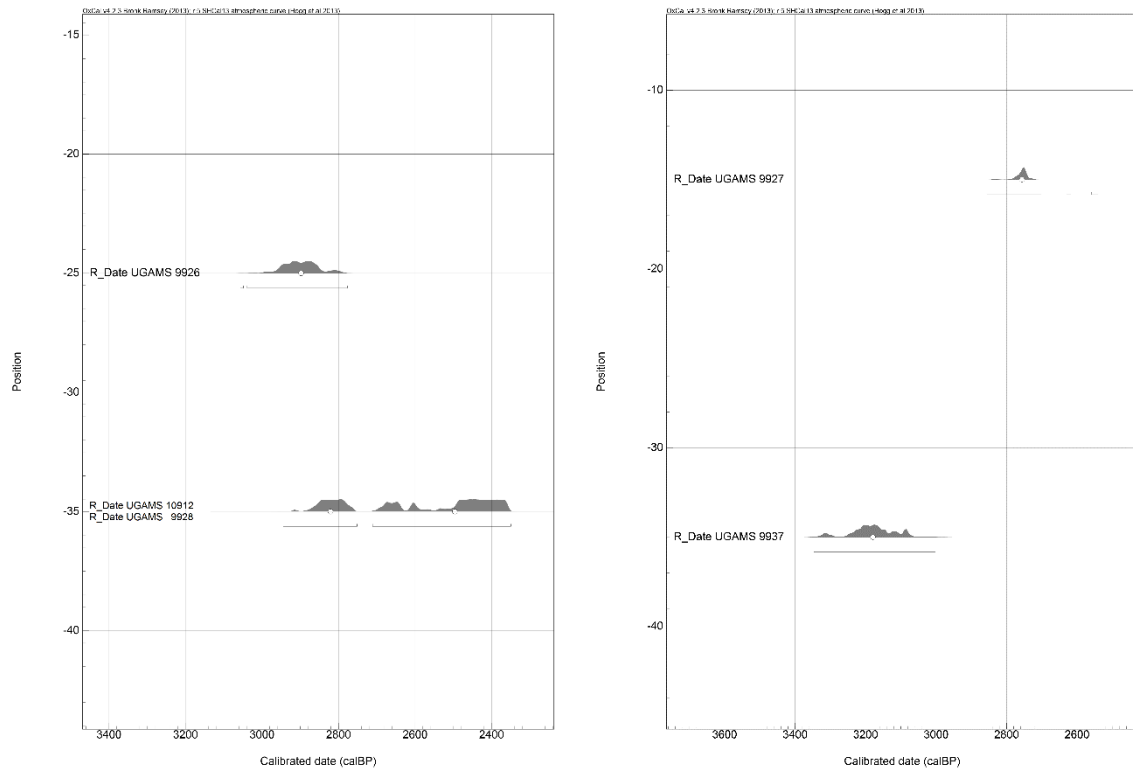 OxCal v4.2.3 Bronk Ramsey (2013); r:5 SHCal13 atmospheric curve (Hogg et al 2013)
-15
-20
R_Date UGAMS 9926
-25
Position
-30
R_Date UGAMS 10912
R_Date UGAMS 9928
-35
-40
3400 3200 3000 2800 2600 2400
Calibrated date (calBP)
OxCal v4.2.3 Bronk Ramsey (2013); r:5 SHCal13 atmospheric curve (Hogg et al 2013)
-10
R_Date UGAMS 9927
-20
Position
-30
R_Date UGAMS 9937
-40
3600 3400 3200 3000 2800 2600
Calibrated date (calBP)